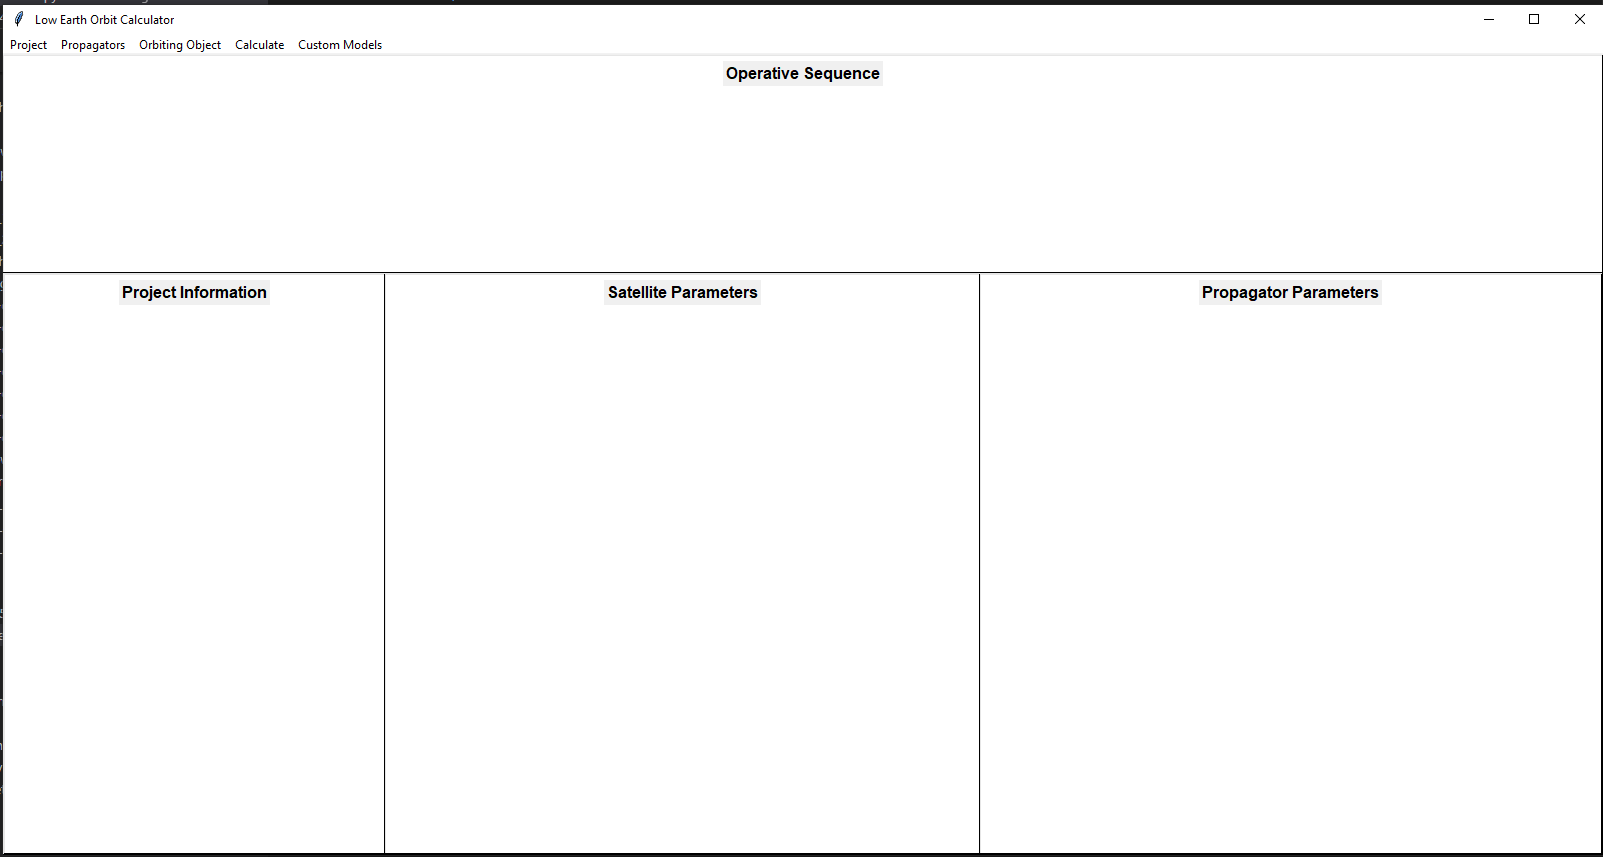 Low Earth Orbit Calculator
Project Propagators Orbiting Object Calculate Custom Models
Operative Sequence
Project Information Satellite Parameters Propagator Parameters